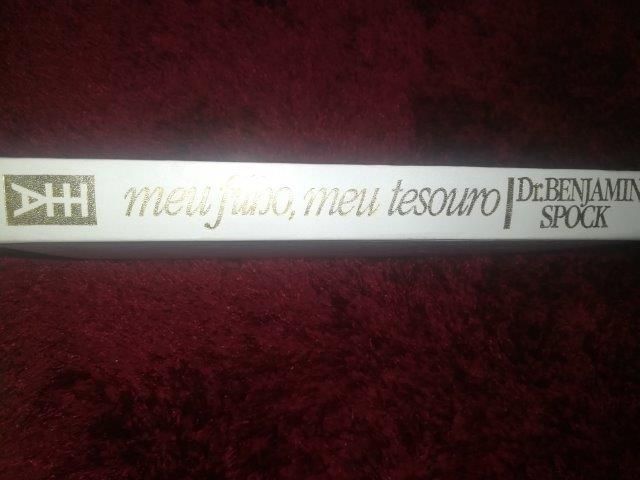 meu filho, meu tesouro
Dr. BENJAMIN
SPOCK